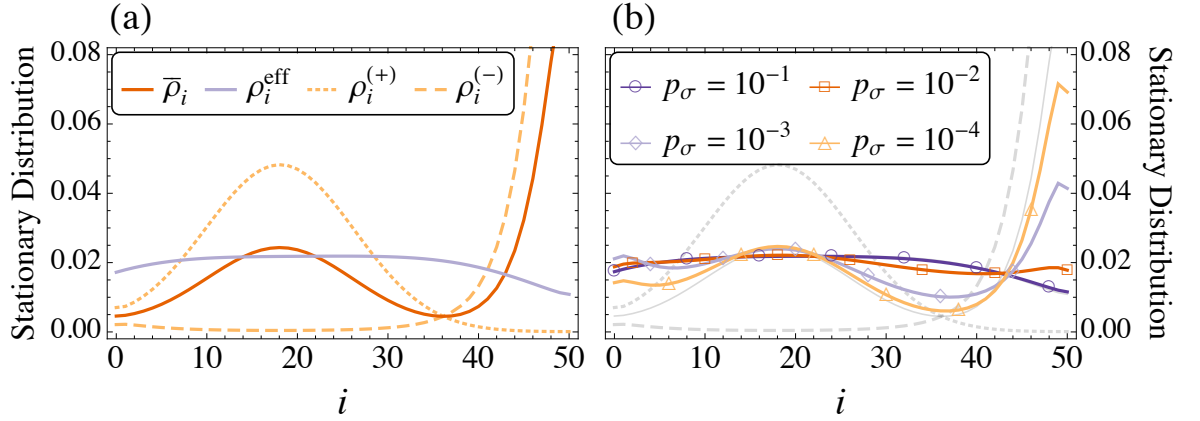 (a)
Stationary Distribution
0.08
0.06
0.04
0.02
0.00
ρ̅ᵢ ρᵢ^eff ρᵢ^(+) ρᵢ^(−)
0 10 20 30 40 50
i
(b)
p_σ = 10⁻¹ p_σ = 10⁻²
p_σ = 10⁻³ p_σ = 10⁻⁴
0 10 20 30 40 50
i
0.08
0.06
0.04
0.02
0.00
Stationary Distribution